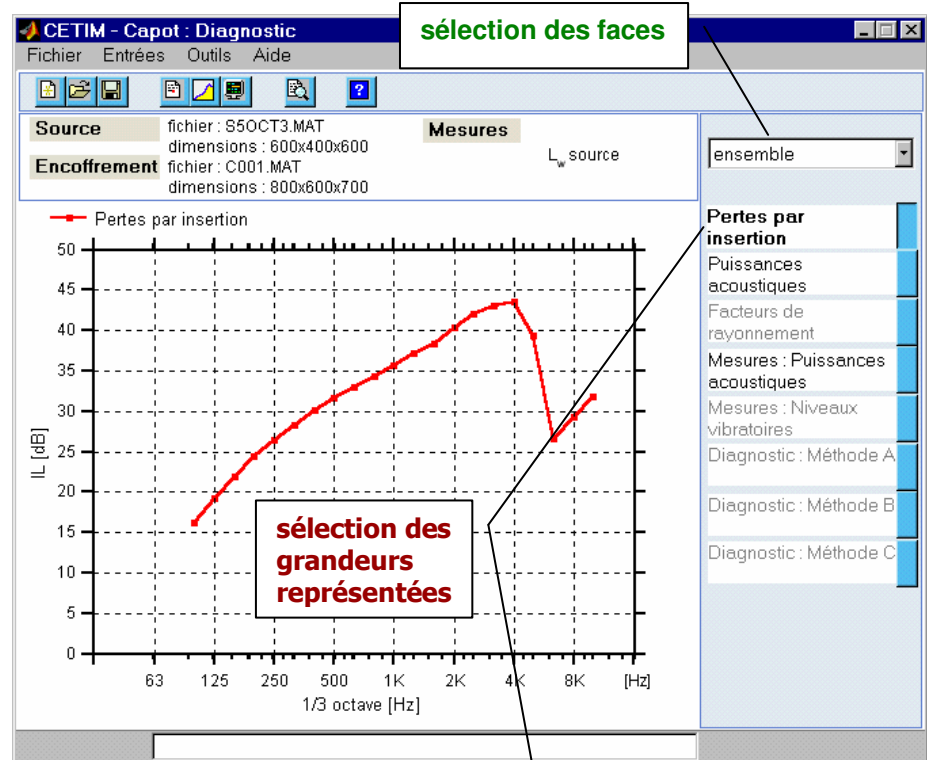 sélection des faces
CETIM - Capot : Diagnostic
Fichier Entrées Outils Aide
Source fichier : S5OCT3.MAT Mesures
dimensions : 600x400x600
L_w source
Encoffrement fichier : C001.MAT
dimensions : 800x600x700
ensemble
Pertes par insertion
50
45
40
35
30
25
20
15
10
5
0
IL [dB]
63 125 250 500 1K 2K 4K 8K [Hz]
1/3 octave [Hz]
sélection des
grandeurs
représentées
Pertes par
insertion
Puissances
acoustiques
Facteurs de
rayonnement
Mesures : Puissances
acoustiques
Mesures : Niveaux
vibratoires
Diagnostic : Méthode A
Diagnostic : Méthode B
Diagnostic : Méthode C